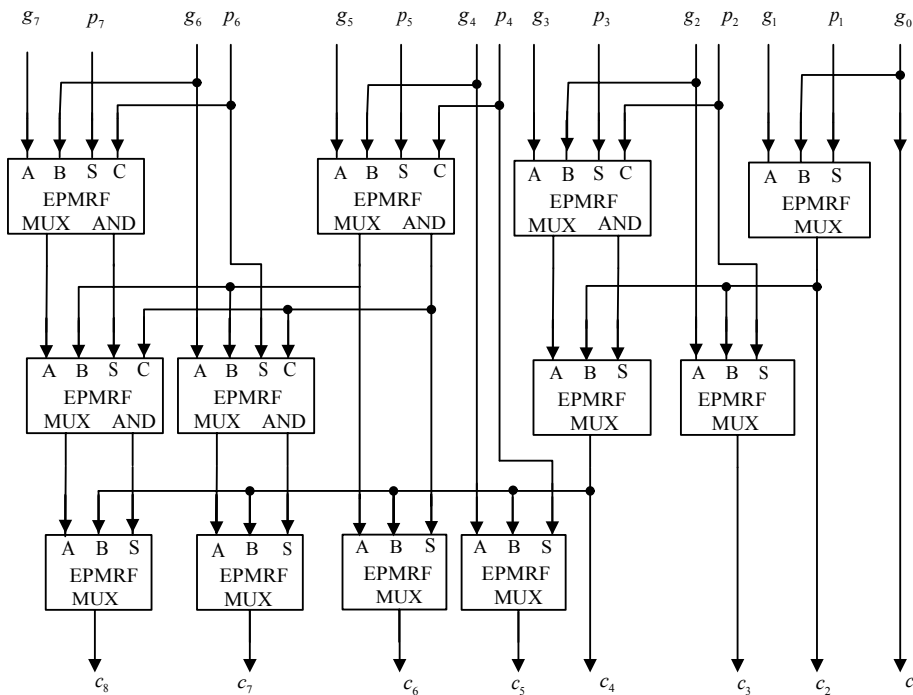 g₇ p₇ g₆ p₆ g₅ p₅ g₄ p₄ g₃ p₃ g₂ p₂ g₁ p₁ g₀
A B S C
EPMRF
MUX AND
A B S C
EPMRF
MUX AND
A B S C
EPMRF
MUX AND
A B S
EPMRF
MUX
A B S C
EPMRF
MUX AND
A B S C
EPMRF
MUX AND
A B S
EPMRF
MUX
A B S
EPMRF
MUX
A B S
EPMRF
MUX
A B S
EPMRF
MUX
A B S
EPMRF
MUX
A B S
EPMRF
MUX
c₈ c₇ c₆ c₅ c₄ c₃ c₂ c